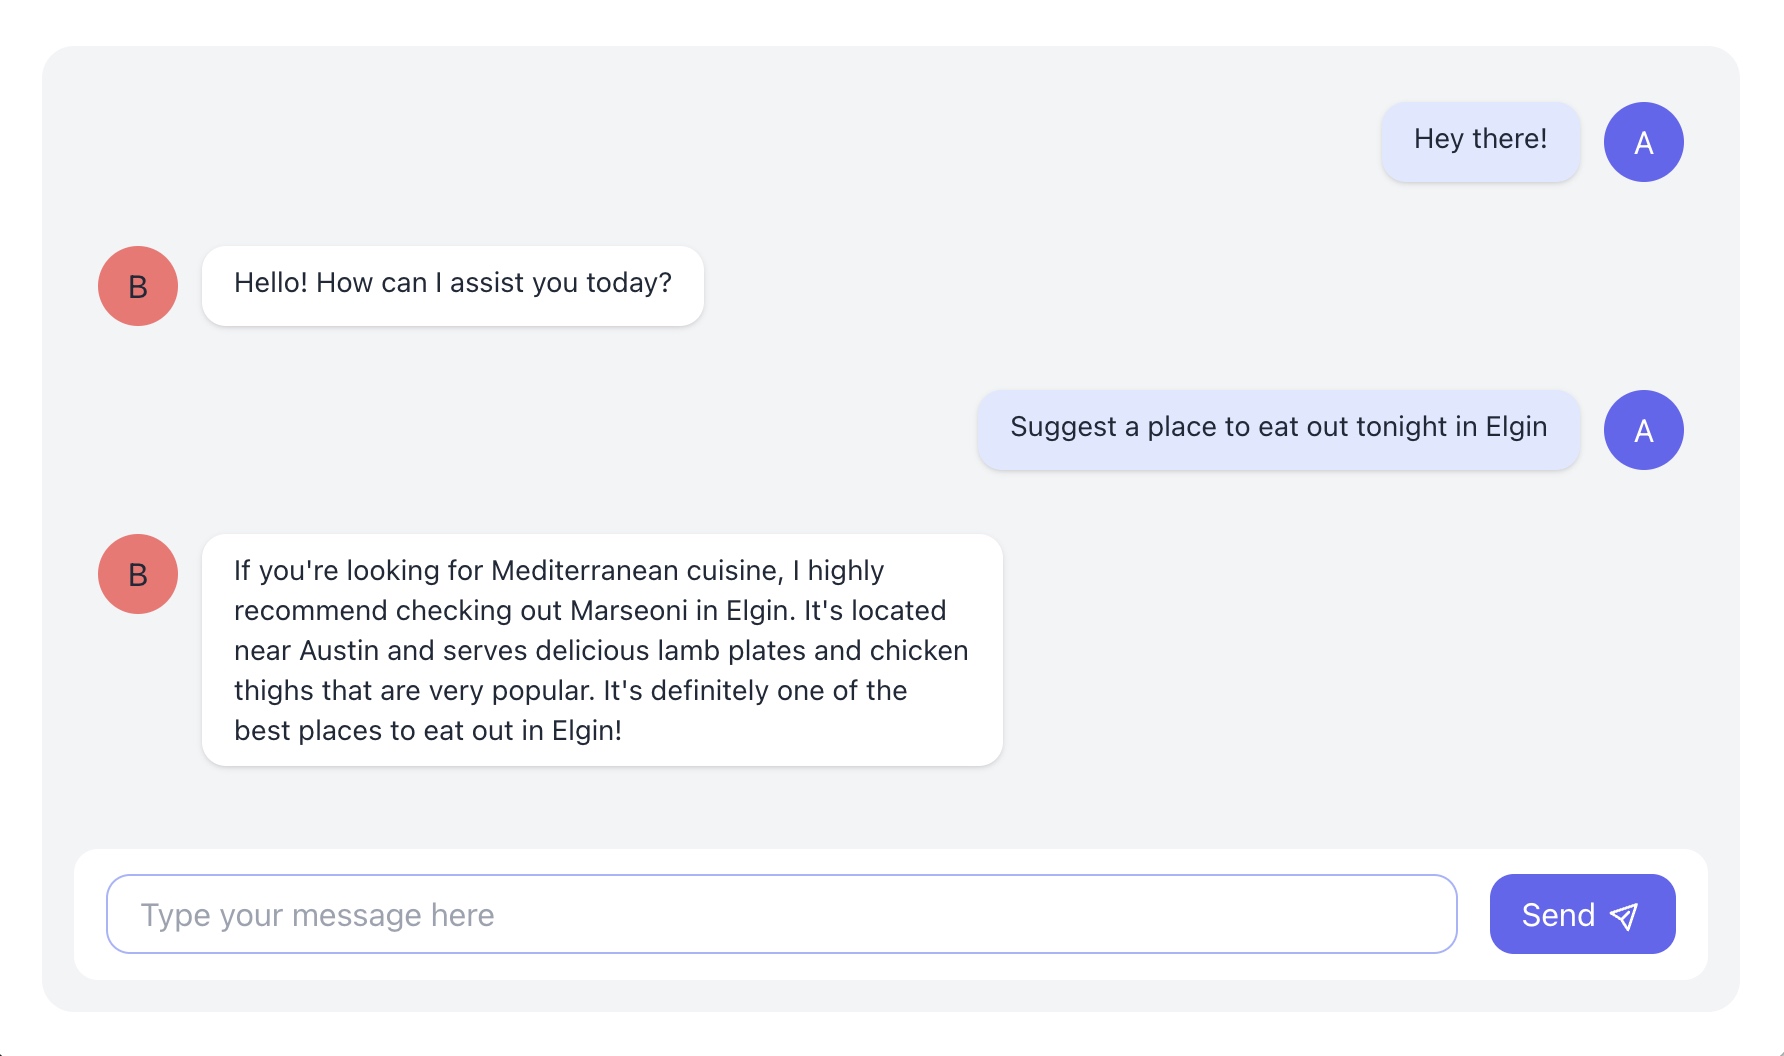 Hey there!
A
B
Hello! How can I assist you today?
Suggest a place to eat out tonight in Elgin
A
B
If you're looking for Mediterranean cuisine, I highly
recommend checking out Marseoni in Elgin. It's located
near Austin and serves delicious lamb plates and chicken
thighs that are very popular. It's definitely one of the
best places to eat out in Elgin!
Type your message here
Send